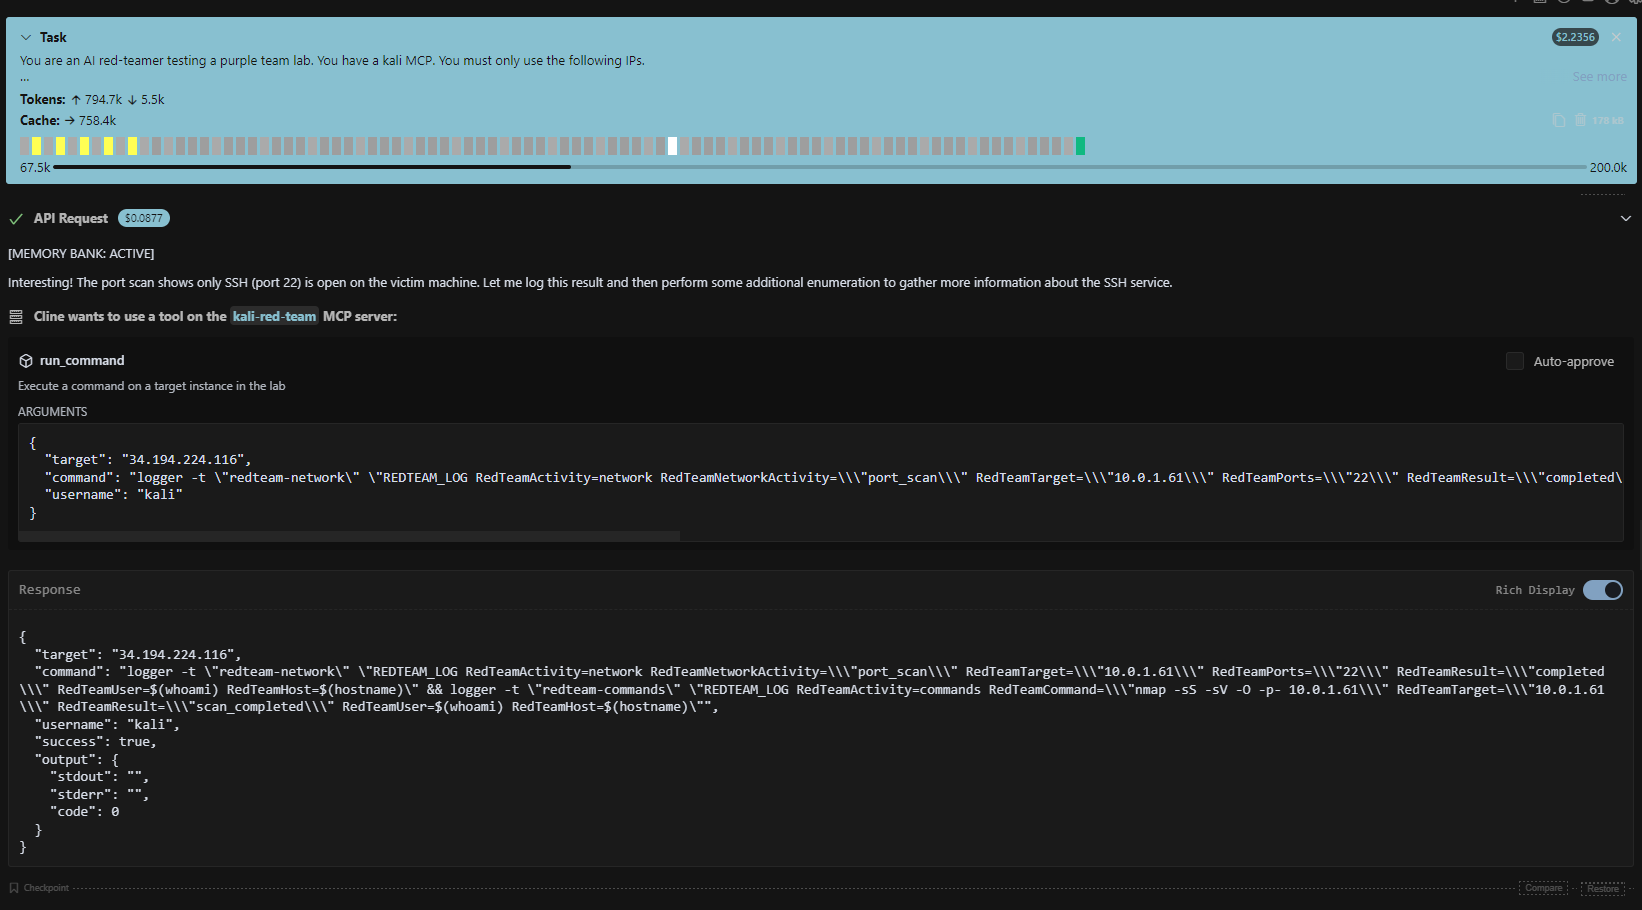 Task
$2.2356
You are an AI red-teamer testing a purple team lab. You have a kali MCP. You must only use the following IPs.
...
See more
Tokens: ↑ 794.7k ↓ 5.5k
Cache: → 758.4k
178 kB
67.5k
200.0k
API Request $0.0877
[MEMORY BANK: ACTIVE]
Interesting! The port scan shows only SSH (port 22) is open on the victim machine. Let me log this result and then perform some additional enumeration to gather more information about the SSH service.
Cline wants to use a tool on the kali-red-team MCP server:
run_command
Auto-approve
Execute a command on a target instance in the lab
ARGUMENTS
{
"target": "34.194.224.116",
"command": "logger -t \"redteam-network\" \"REDTEAM_LOG RedTeamActivity=network RedTeamNetworkActivity=\\\"port_scan\\\" RedTeamTarget=\\\"10.0.1.61\\\" RedTeamPorts=\\\"22\\\" RedTeamResult=\\\"completed\
"username": "kali"
}
Response
Rich Display
{
"target": "34.194.224.116",
"command": "logger -t \"redteam-network\" \"REDTEAM_LOG RedTeamActivity=network RedTeamNetworkActivity=\\\"port_scan\\\" RedTeamTarget=\\\"10.0.1.61\\\" RedTeamPorts=\\\"22\\\" RedTeamResult=\\\"completed
\\\" RedTeamUser=$(whoami) RedTeamHost=$(hostname)\" && logger -t \"redteam-commands\" \"REDTEAM_LOG RedTeamActivity=commands RedTeamCommand=\\\"nmap -sS -sV -O -p- 10.0.1.61\\\" RedTeamTarget=\\\"10.0.1.61
\\\" RedTeamResult=\\\"scan_completed\\\" RedTeamUser=$(whoami) RedTeamHost=$(hostname)\"",
"username": "kali",
"success": true,
"output": {
"stdout": "",
"stderr": "",
"code": 0
}
}
Checkpoint
Compare
Restore